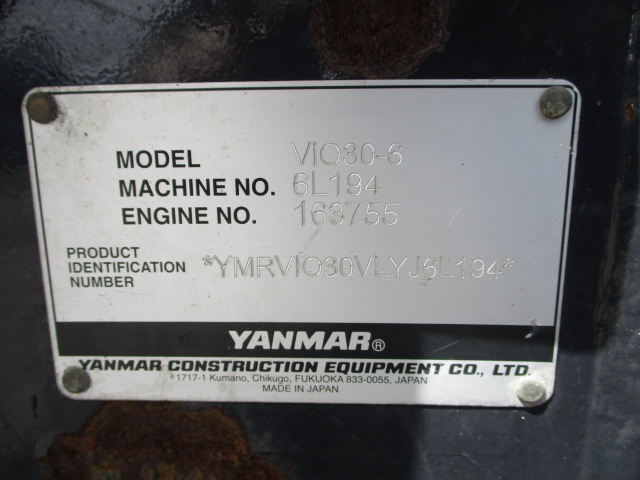 MODEL ViO30-6
MACHINE NO. 6L194
ENGINE NO. 163755
PRODUCT
IDENTIFICATION *YMRVIO30VLYJ6L194*
NUMBER
YANMAR®
YANMAR CONSTRUCTION EQUIPMENT CO., LTD.
1717-1 Kumano, Chikugo, FUKUOKA 833-0055, JAPAN
MADE IN JAPAN